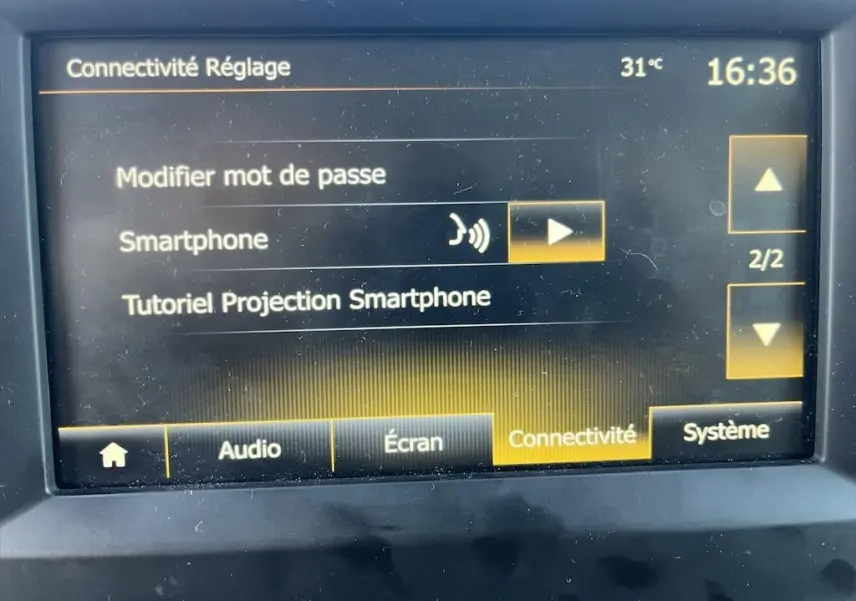 Connectivité Réglage 31°C 16:36
Modifier mot de passe
Smartphone
Tutoriel Projection Smartphone
2/2
Audio Écran Connectivité Système